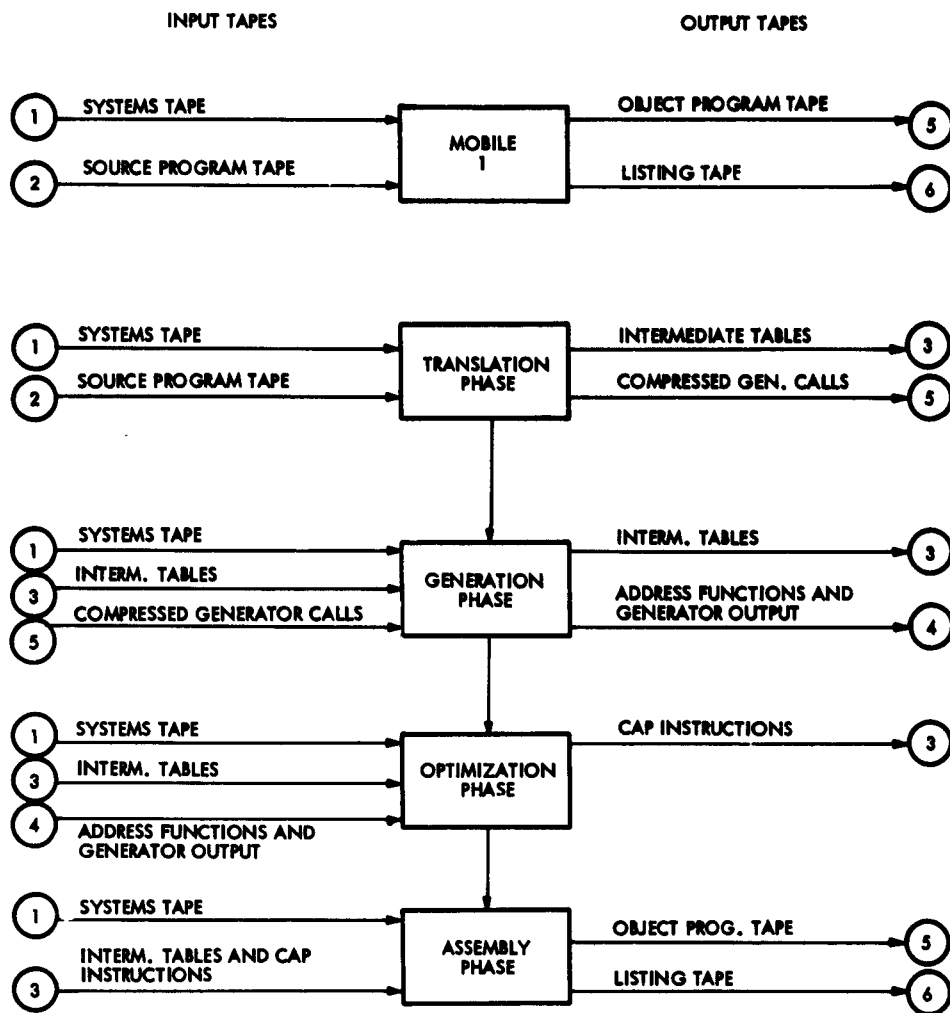 INPUT TAPES
OUTPUT TAPES
1
SYSTEMS TAPE
2
SOURCE PROGRAM TAPE
MOBILE
1
OBJECT PROGRAM TAPE
5
LISTING TAPE
6
1
SYSTEMS TAPE
2
SOURCE PROGRAM TAPE
TRANSLATION
PHASE
INTERMEDIATE TABLES
3
COMPRESSED GEN. CALLS
5
1
SYSTEMS TAPE
3
INTERM. TABLES
5
COMPRESSED GENERATOR CALLS
GENERATION
PHASE
INTERM. TABLES
3
ADDRESS FUNCTIONS AND
GENERATOR OUTPUT
4
1
SYSTEMS TAPE
3
INTERM. TABLES
4
ADDRESS FUNCTIONS AND
GENERATOR OUTPUT
OPTIMIZATION
PHASE
CAP INSTRUCTIONS
3
1
SYSTEMS TAPE
3
INTERM. TABLES AND CAP
INSTRUCTIONS
ASSEMBLY
PHASE
OBJECT PROG. TAPE
5
LISTING TAPE
6